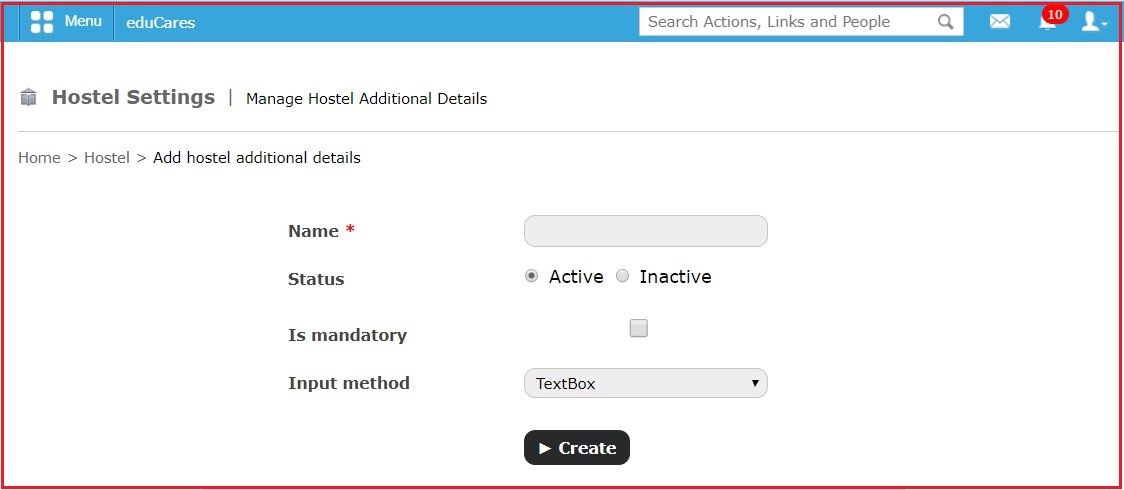 Menu eduCares Search Actions, Links and People 10
Hostel Settings | Manage Hostel Additional Details
Home > Hostel > Add hostel additional details
Name *
Status Active Inactive
Is mandatory
Input method TextBox
Create